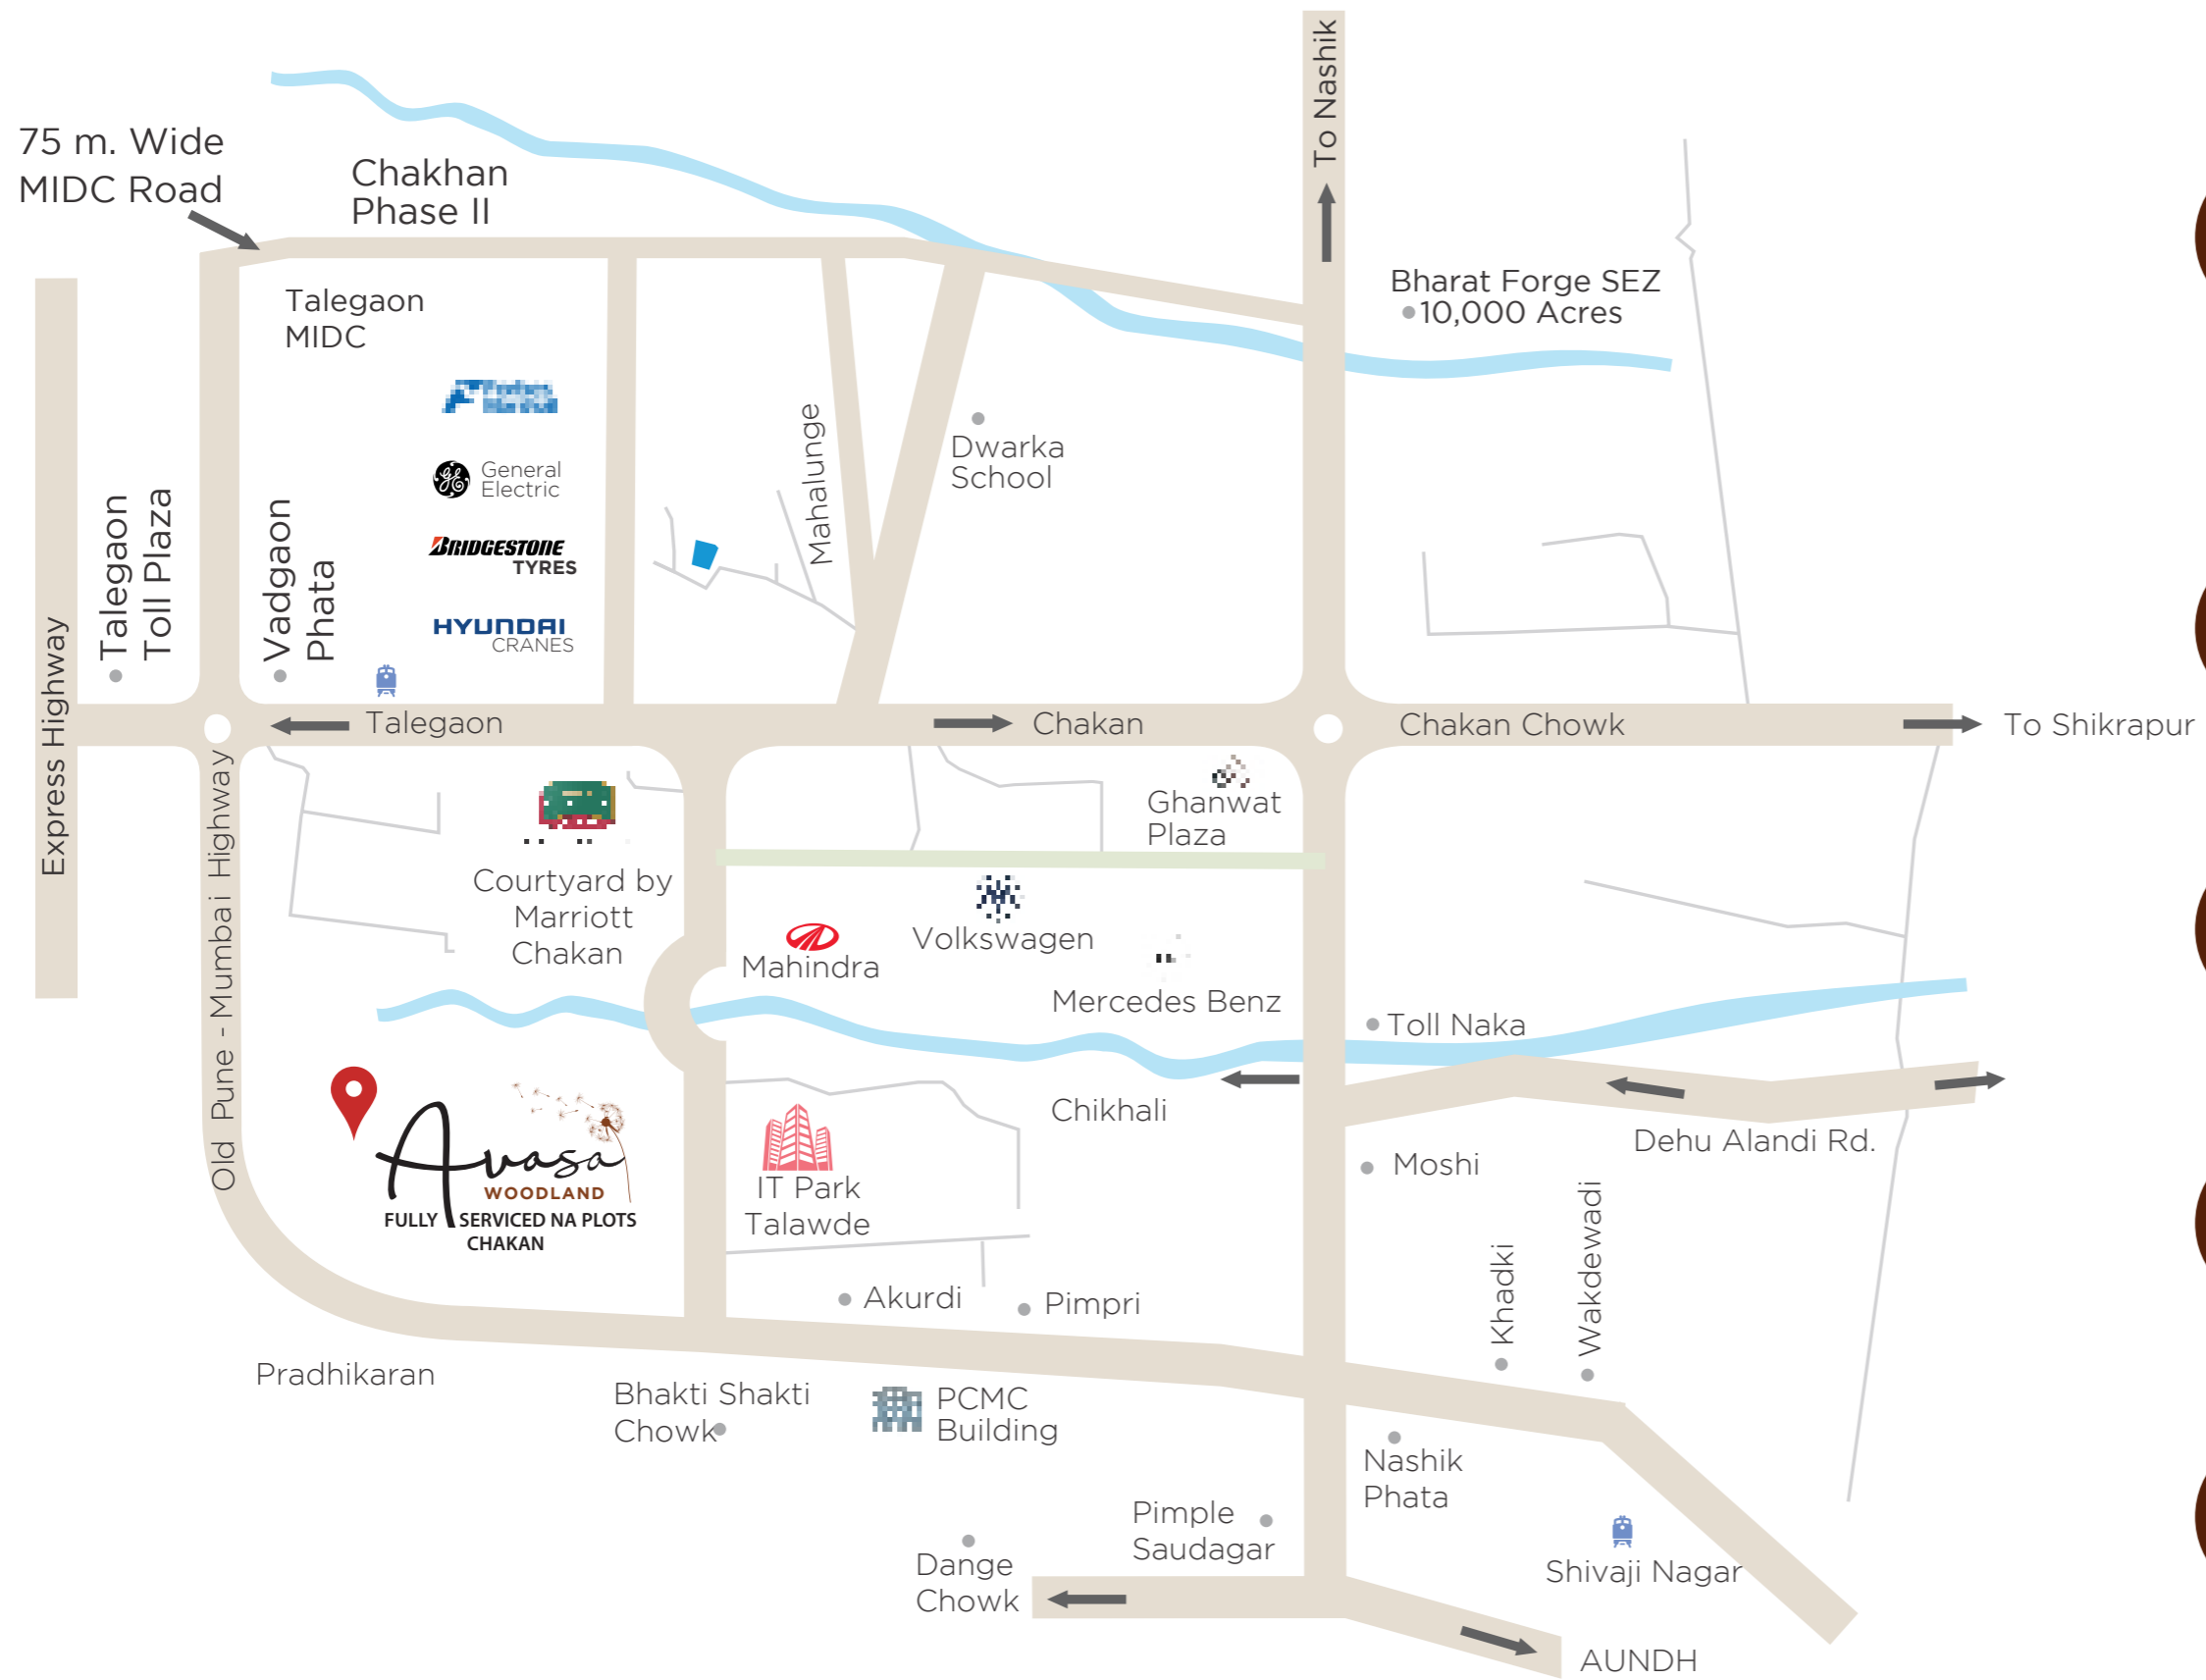 To Nashik
75 m. Wide
MIDC Road
Chakhan
Phase II
Talegaon
MIDC
Bharat Forge SEZ
10,000 Acres
General
Electric
BRIDGESTONE
TYRES
HYUNDAI
CRANES
Mahalunge
Dwarka
School
Talegaon
Toll Plaza
Vadgaon
Phata
Express Highway
Talegaon
Chakan
Chakan Chowk
To Shikrapur
Old Pune - Mumbai Highway
Courtyard by
Marriott
Chakan
Ghanwat
Plaza
Mahindra
Volkswagen
Mercedes Benz
Toll Naka
Avasa
WOODLAND
FULLY SERVICED NA PLOTS
CHAKAN
IT Park
Talawde
Chikhali
Moshi
Dehu Alandi Rd.
Khadki
Wakdewadi
Akurdi
Pimpri
Pradhikaran
Bhakti Shakti
Chowk
PCMC
Building
Nashik
Phata
Pimple
Saudagar
Dange
Chowk
Shivaji Nagar
AUNDH